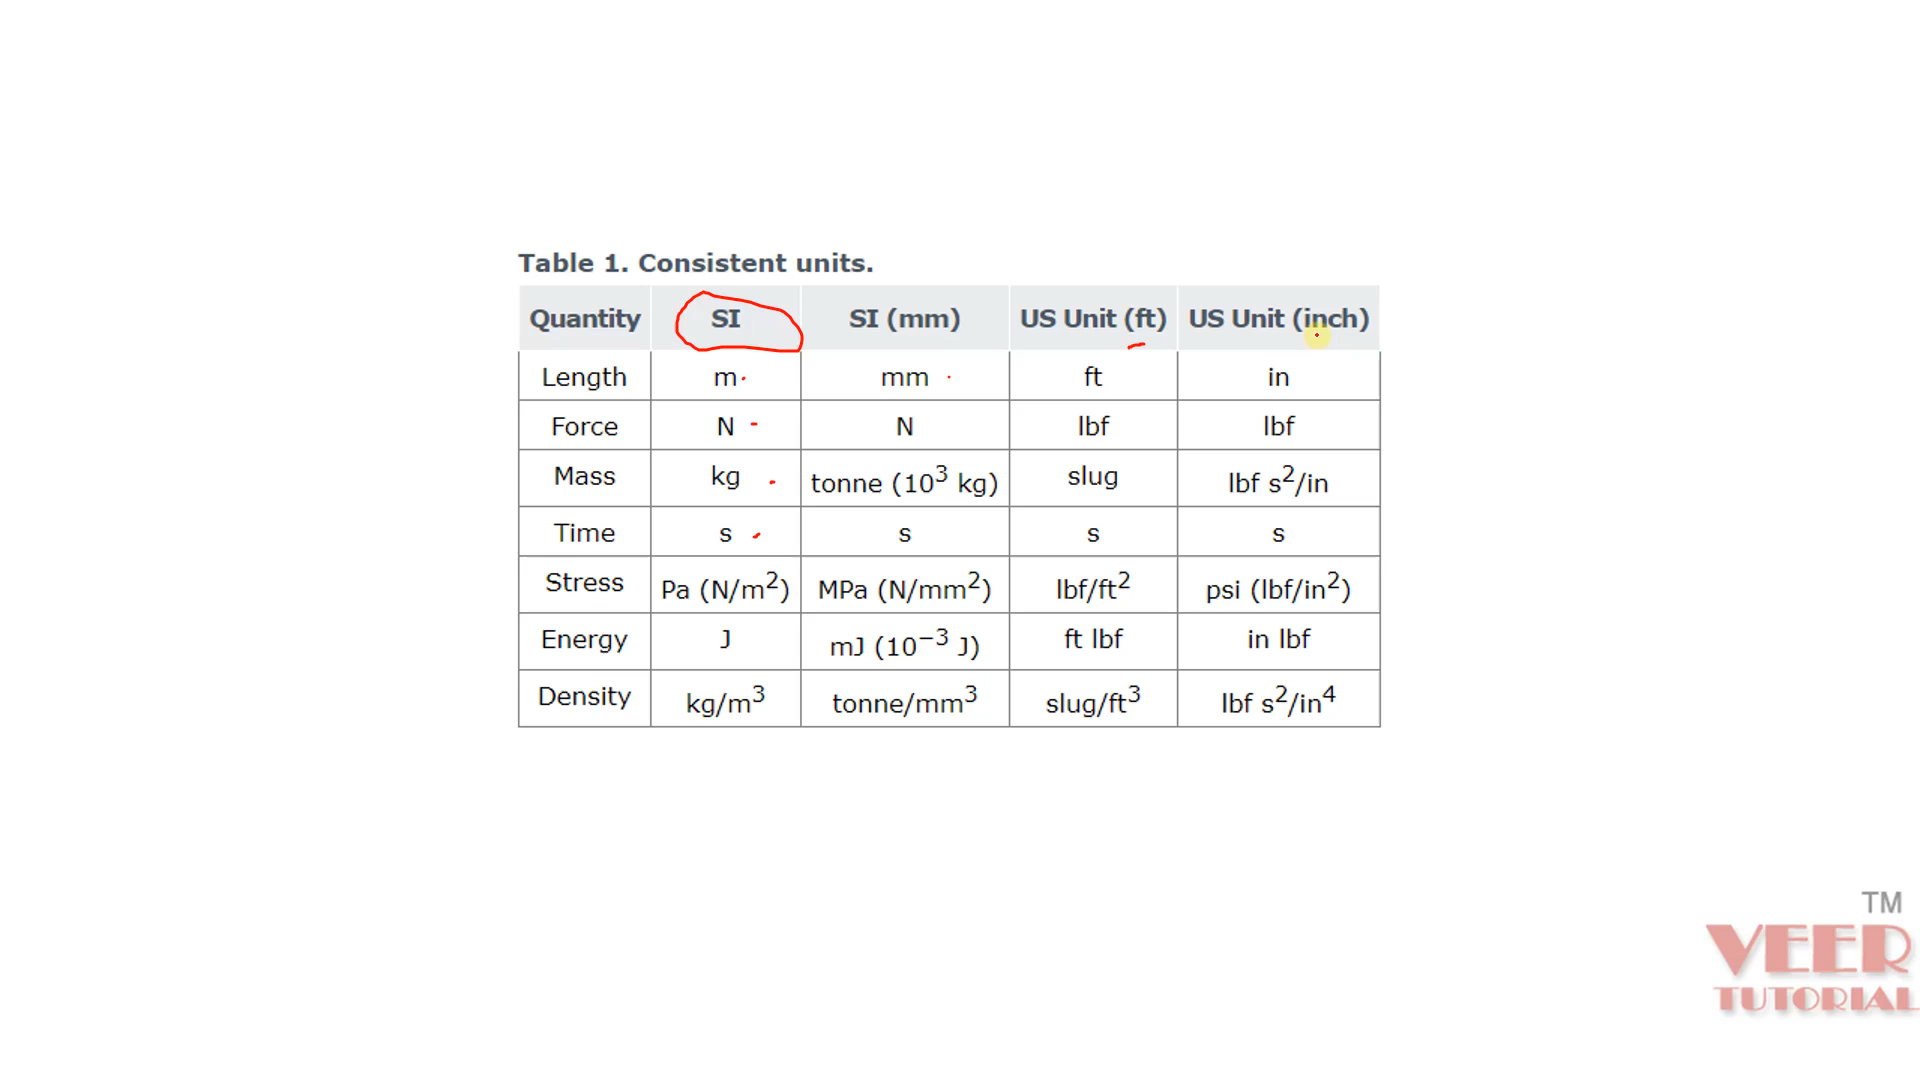 Table 1. Consistent units.
Quantity SI SI (mm) US Unit (ft) US Unit (inch)
Length m mm ft in
Force N N lbf lbf
Mass kg tonne (10³ kg) slug lbf s²/in
Time s s s s
Stress Pa (N/m²) MPa (N/mm²) lbf/ft² psi (lbf/in²)
Energy J mJ (10⁻³ J) ft lbf in lbf
Density kg/m³ tonne/mm³ slug/ft³ lbf s²/in⁴
TM
VEER
TUTORIAL